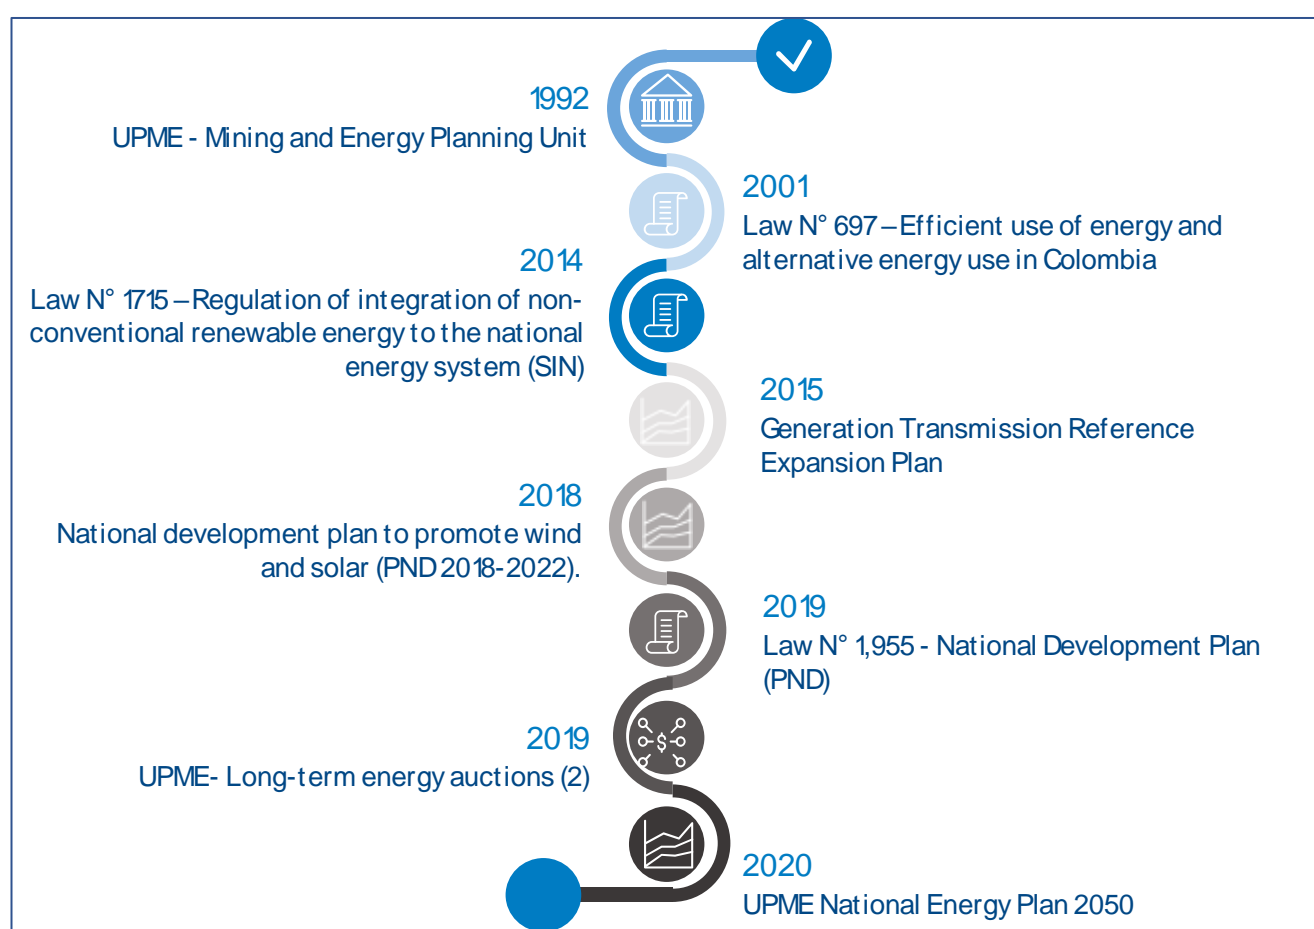 1992
UPME - Mining and Energy Planning Unit
2001
Law N° 697 – Efficient use of energy and
alternative energy use in Colombia
2014
Law N° 1715 – Regulation of integration of non-
conventional renewable energy to the national
energy system (SIN)
2015
Generation Transmission Reference
Expansion Plan
2018
National development plan to promote wind
and solar (PND 2018-2022).
2019
Law N° 1,955 - National Development Plan
(PND)
$
2019
UPME- Long-term energy auctions (2)
2020
UPME National Energy Plan 2050